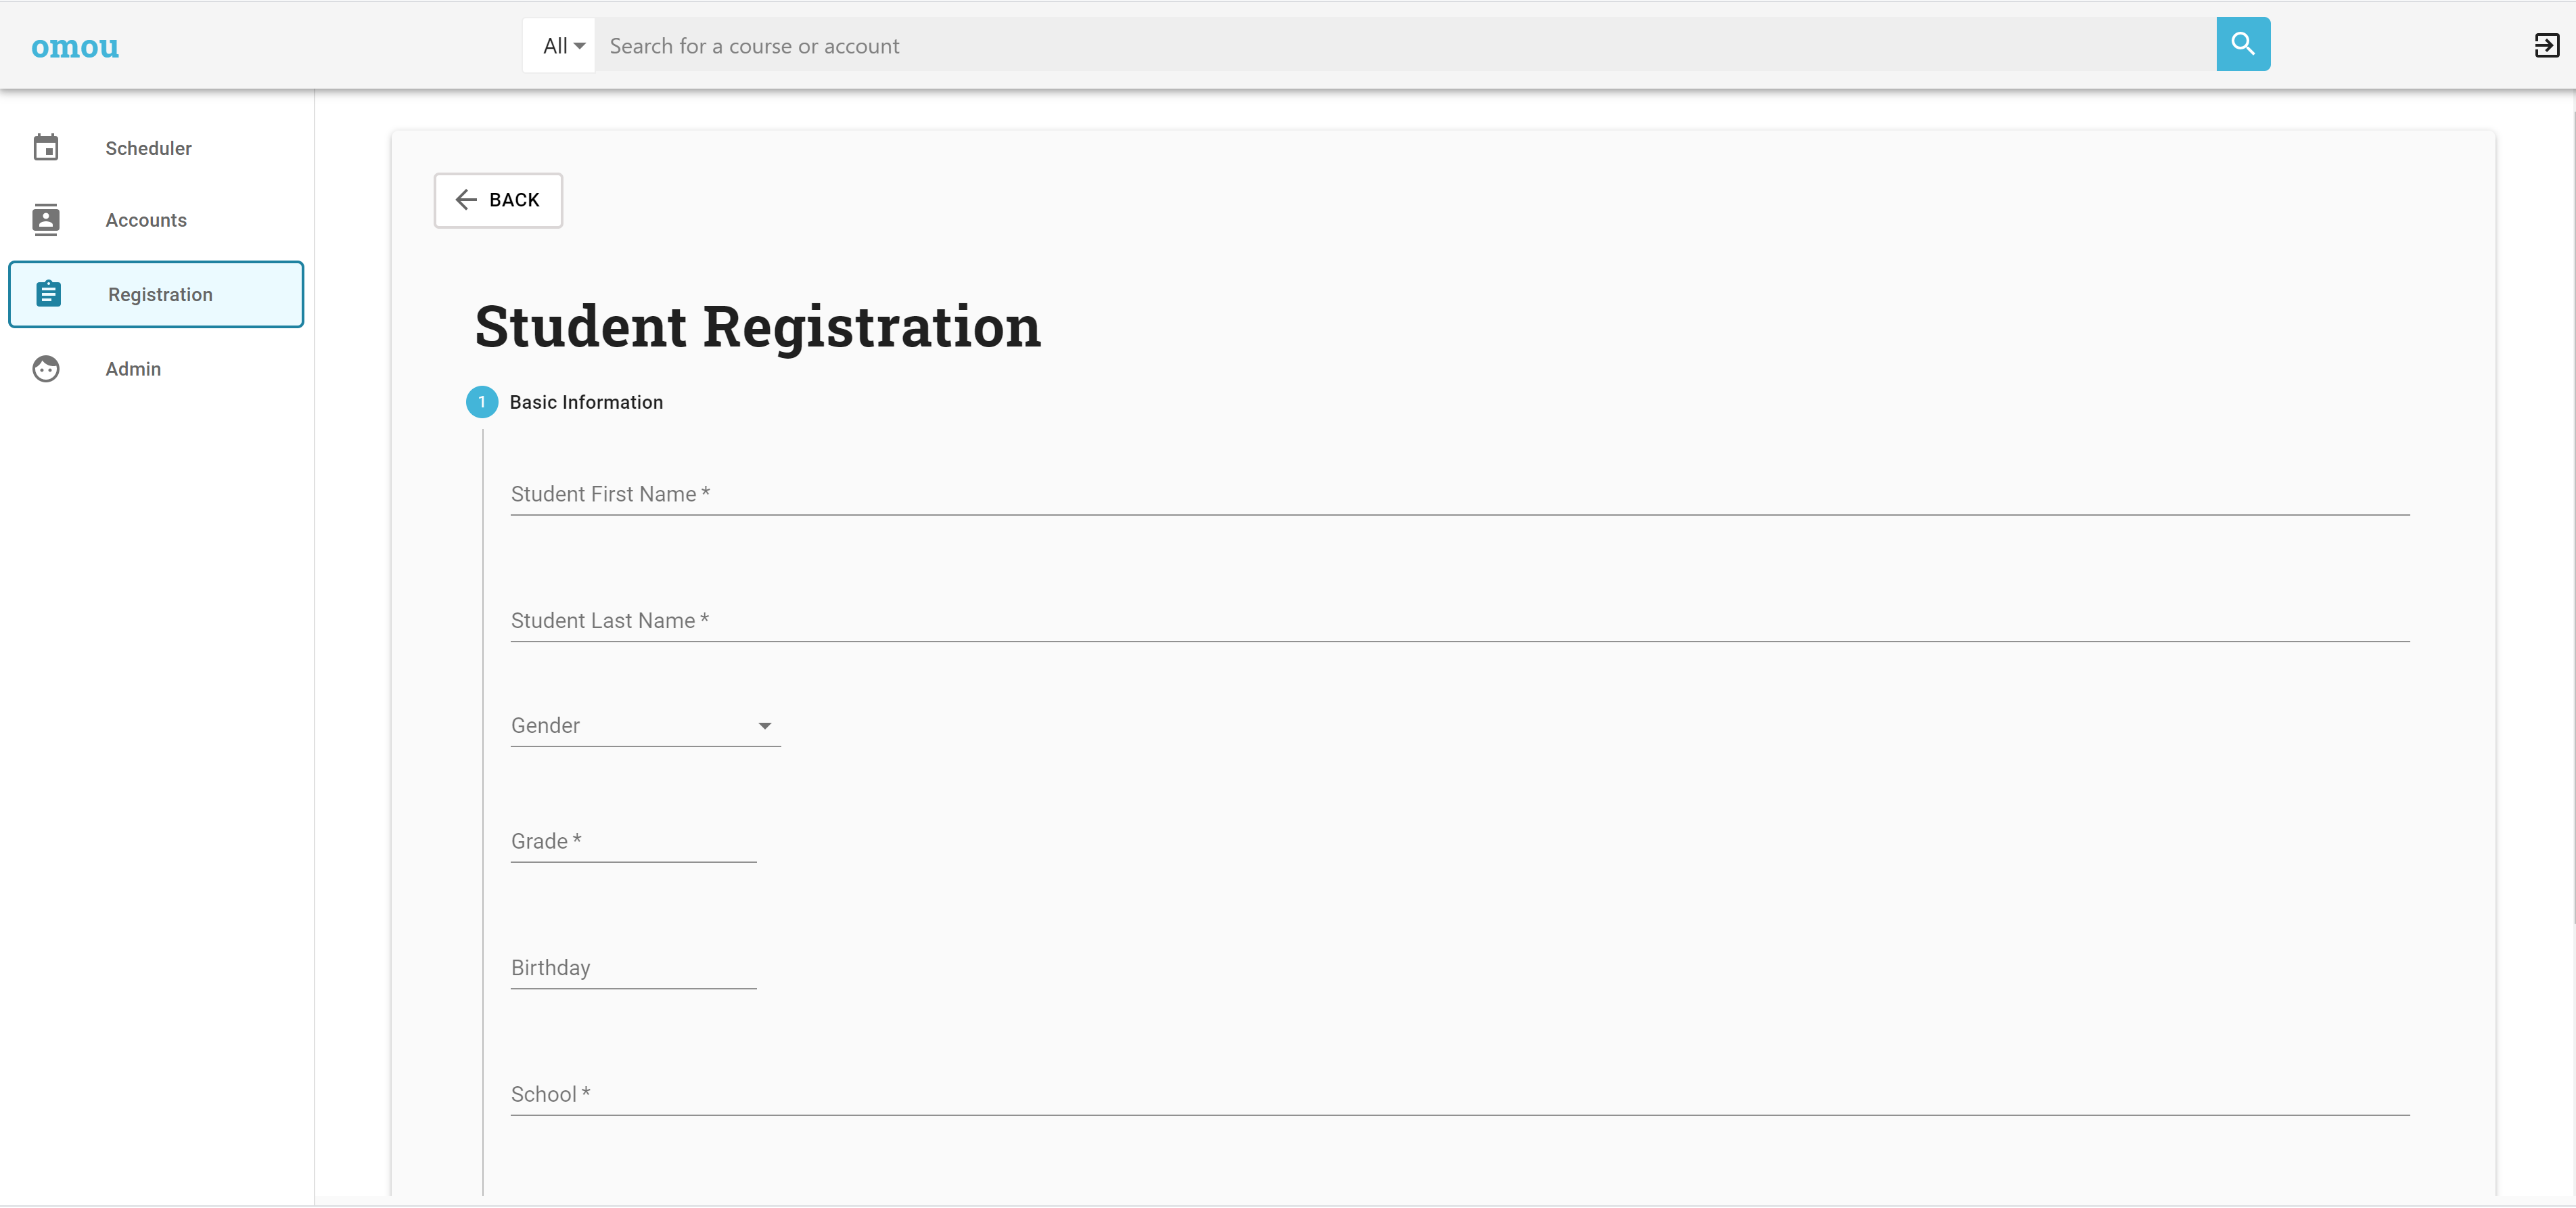 omou
All
Search for a course or account
Scheduler
Accounts
Registration
Admin
BACK
Student Registration
1 Basic Information
Student First Name *
Student Last Name *
Gender
Grade *
Birthday
School *